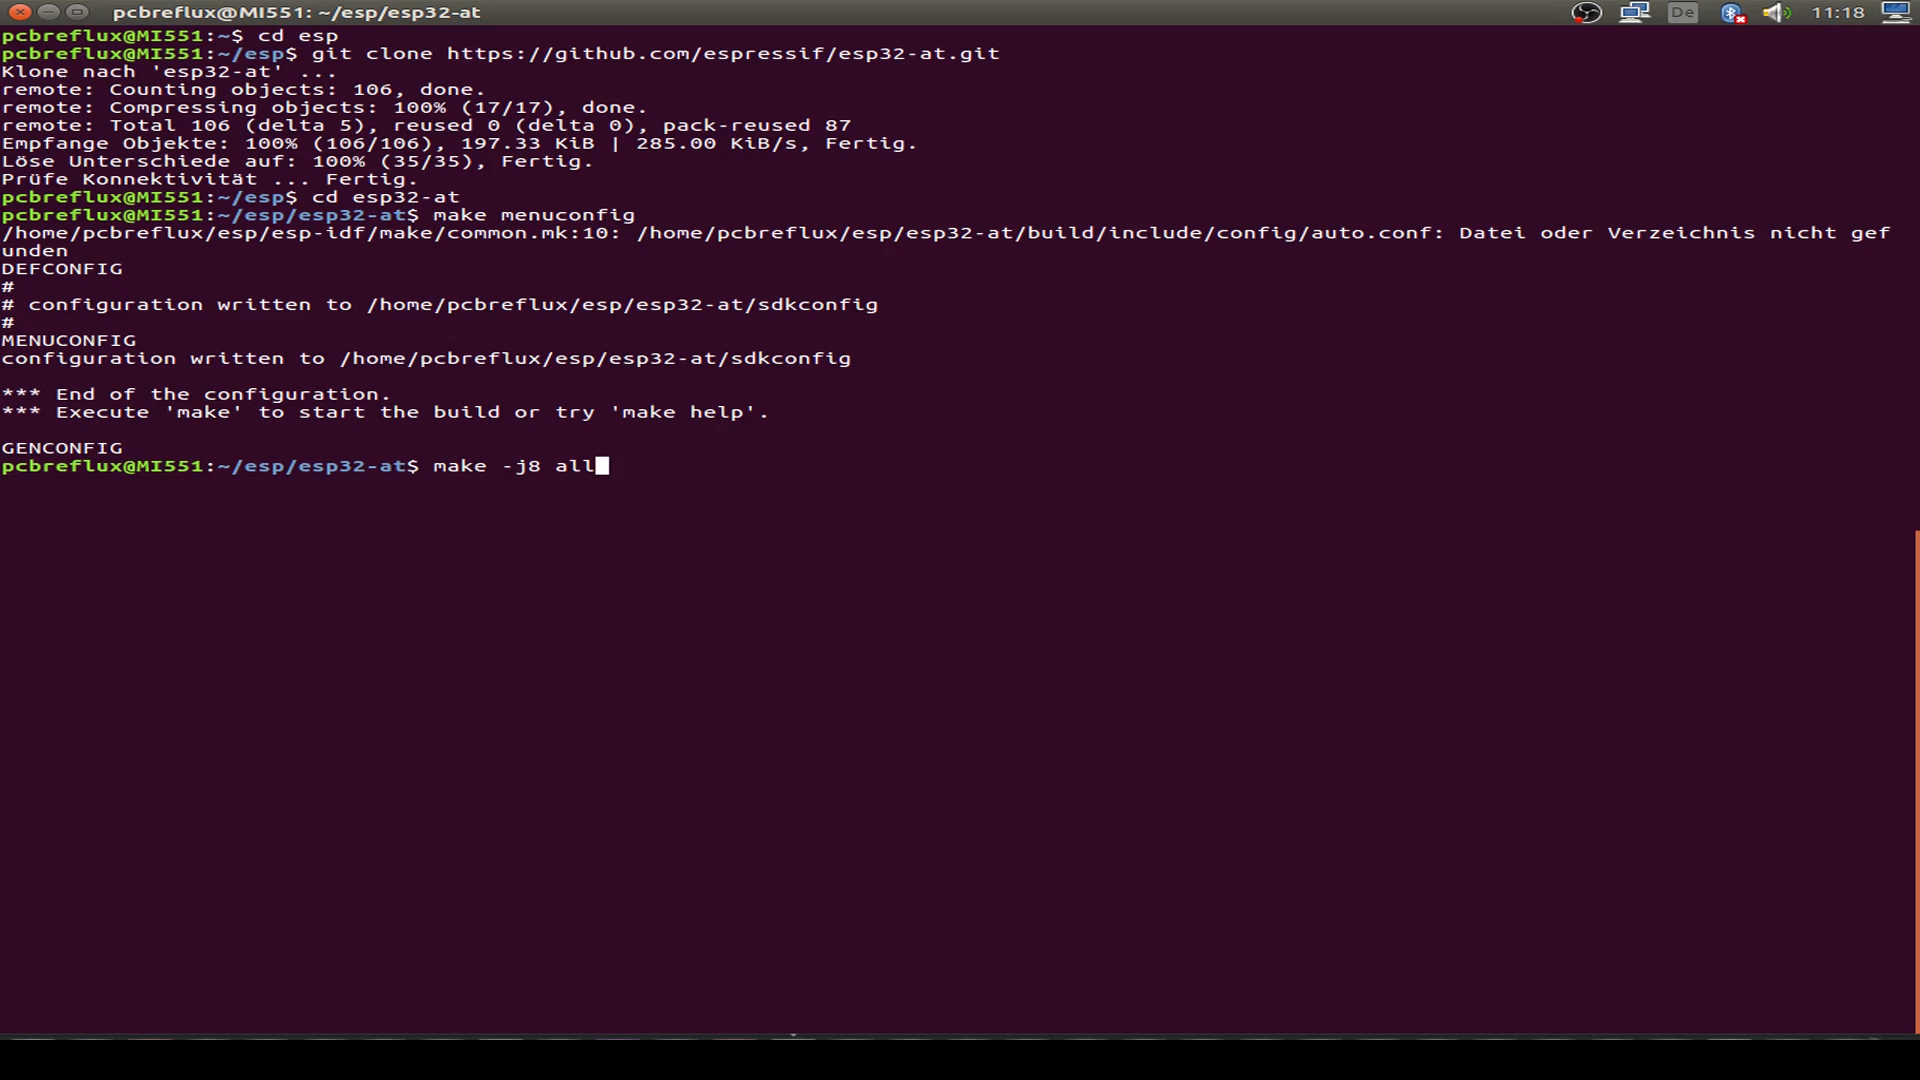 pcbreflux@MI551: ~/esp/esp32-at
De
11:18
pcbreflux@MI551:~$ cd esp
pcbreflux@MI551:~/esp$ git clone https://github.com/espressif/esp32-at.git
Klone nach 'esp32-at' ...
remote: Counting objects: 106, done.
remote: Compressing objects: 100% (17/17), done.
remote: Total 106 (delta 5), reused 0 (delta 0), pack-reused 87
Empfange Objekte: 100% (106/106), 197.33 KiB | 285.00 KiB/s, Fertig.
Löse Unterschiede auf: 100% (35/35), Fertig.
Prüfe Konnektivität ... Fertig.
pcbreflux@MI551:~/esp$ cd esp32-at
pcbreflux@MI551:~/esp/esp32-at$ make menuconfig
/home/pcbreflux/esp/esp-idf/make/common.mk:10: /home/pcbreflux/esp/esp32-at/build/include/config/auto.conf: Datei oder Verzeichnis nicht gef
unden
DEFCONFIG
#
# configuration written to /home/pcbreflux/esp/esp32-at/sdkconfig
#
MENUCONFIG
configuration written to /home/pcbreflux/esp/esp32-at/sdkconfig
*** End of the configuration.
*** Execute 'make' to start the build or try 'make help'.
GENCONFIG
pcbreflux@MI551:~/esp/esp32-at$ make -j8 all